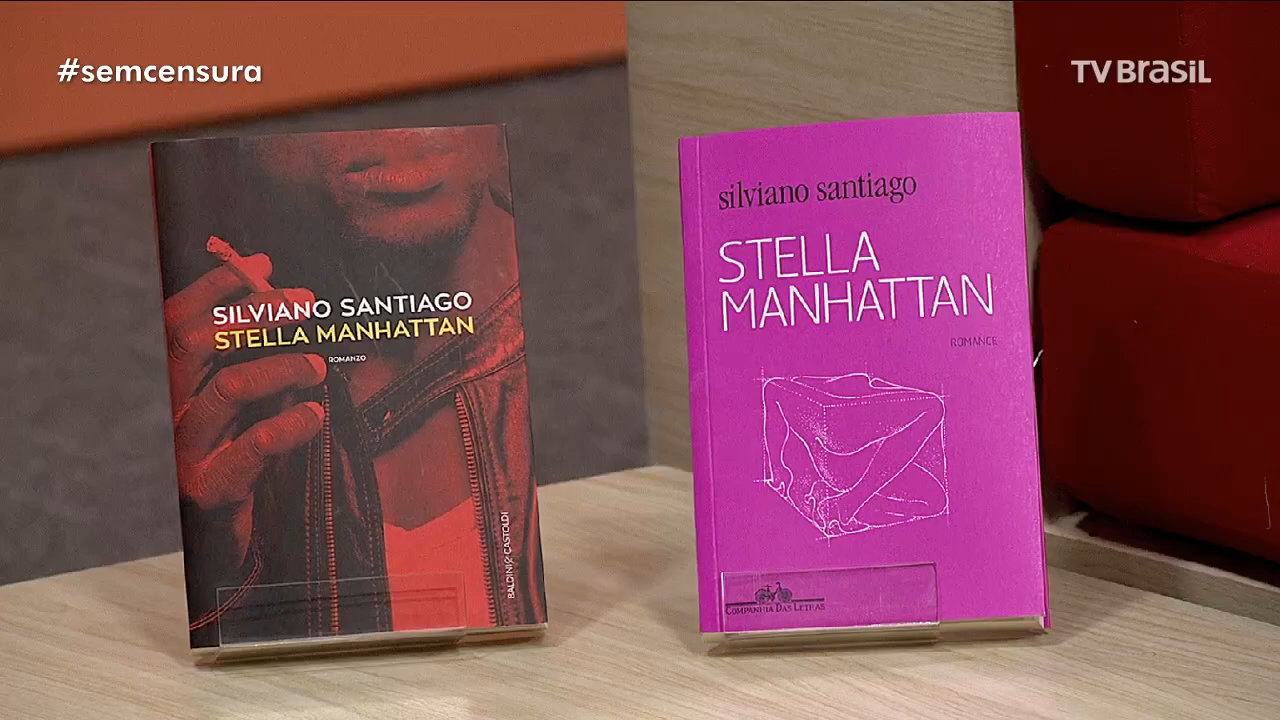 #semcensura
TV BRASIL
SILVIANO SANTIAGO
STELLA MANHATTAN
ROMANZO
BALDINI & CASTOLDI
silviano santiago
STELLA
MANHATTAN
ROMANCE
COMPANHIA DAS LETRAS